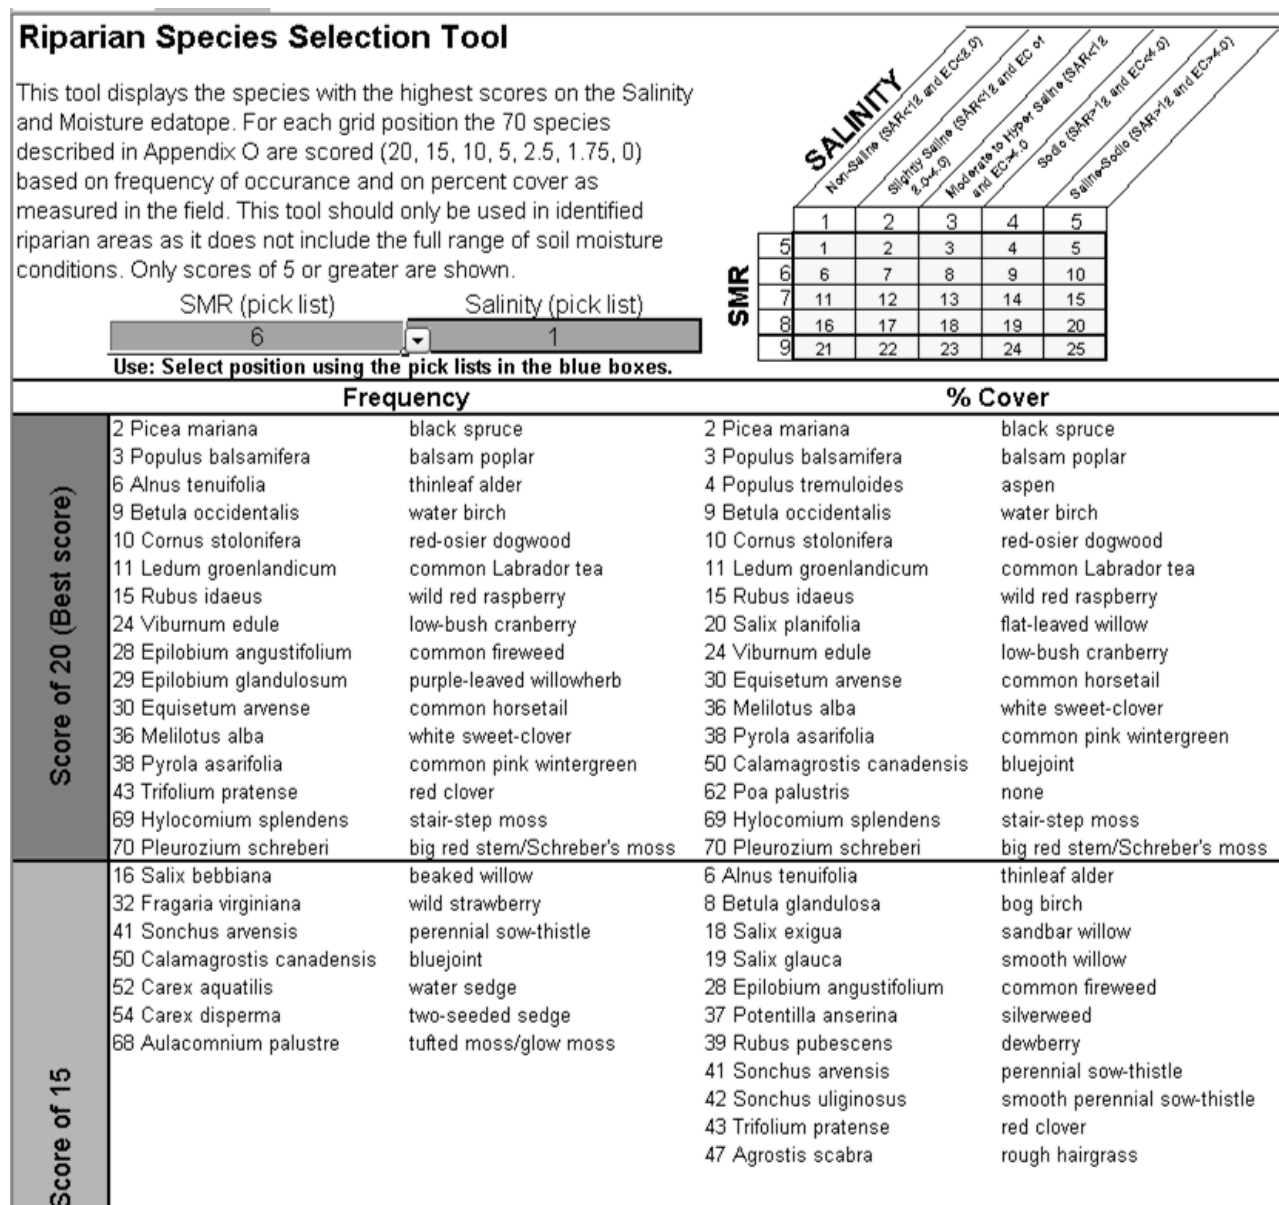 Riparian Species Selection Tool
This tool displays the species with the highest scores on the Salinity
and Moisture edatope. For each grid position the 70 species
described in Appendix O are scored (20, 15, 10, 5, 2.5, 1.75, 0)
based on frequency of occurance and on percent cover as
measured in the field. This tool should only be used in identified
riparian areas as it does not include the full range of soil moisture
conditions. Only scores of 5 or greater are shown.
SMR (pick list) Salinity (pick list)
6 1
Use: Select position using the pick lists in the blue boxes.
SALINITY
Non-Saline (SAR<12 and EC<2.0)
Slightly Saline (SAR<12 and EC of
2.0-4.0)
Moderate to Hyper Saline (SAR<12
and EC>4.0
Sodic (SAR>12 and EC<4.0)
Saline-Sodic (SAR>12 and EC>4.0)
1 2 3 4 5
SMR
5 1 2 3 4 5
6 6 7 8 9 10
7 11 12 13 14 15
8 16 17 18 19 20
9 21 22 23 24 25
Frequency % Cover
Score of 20 (Best score)
2 Picea mariana black spruce 2 Picea mariana black spruce
3 Populus balsamifera balsam poplar 3 Populus balsamifera balsam poplar
6 Alnus tenuifolia thinleaf alder 4 Populus tremuloides aspen
9 Betula occidentalis water birch 9 Betula occidentalis water birch
10 Cornus stolonifera red-osier dogwood 10 Cornus stolonifera red-osier dogwood
11 Ledum groenlandicum common Labrador tea 11 Ledum groenlandicum common Labrador tea
15 Rubus idaeus wild red raspberry 15 Rubus idaeus wild red raspberry
24 Viburnum edule low-bush cranberry 20 Salix planifolia flat-leaved willow
28 Epilobium angustifolium common fireweed 24 Viburnum edule low-bush cranberry
29 Epilobium glandulosum purple-leaved willowherb 30 Equisetum arvense common horsetail
30 Equisetum arvense common horsetail 36 Melilotus alba white sweet-clover
36 Melilotus alba white sweet-clover 38 Pyrola asarifolia common pink wintergreen
38 Pyrola asarifolia common pink wintergreen 50 Calamagrostis canadensis bluejoint
43 Trifolium pratense red clover 62 Poa palustris none
69 Hylocomium splendens stair-step moss 69 Hylocomium splendens stair-step moss
70 Pleurozium schreberi big red stem/Schreber's moss 70 Pleurozium schreberi big red stem/Schreber's moss
Score of 15
16 Salix bebbiana beaked willow 6 Alnus tenuifolia thinleaf alder
32 Fragaria virginiana wild strawberry 8 Betula glandulosa bog birch
41 Sonchus arvensis perennial sow-thistle 18 Salix exigua sandbar willow
50 Calamagrostis canadensis bluejoint 19 Salix glauca smooth willow
52 Carex aquatilis water sedge 28 Epilobium angustifolium common fireweed
54 Carex disperma two-seeded sedge 37 Potentilla anserina silverweed
68 Aulacomnium palustre tufted moss/glow moss 39 Rubus pubescens dewberry
41 Sonchus arvensis perennial sow-thistle
42 Sonchus uliginosus smooth perennial sow-thistle
43 Trifolium pratense red clover
47 Agrostis scabra rough hairgrass